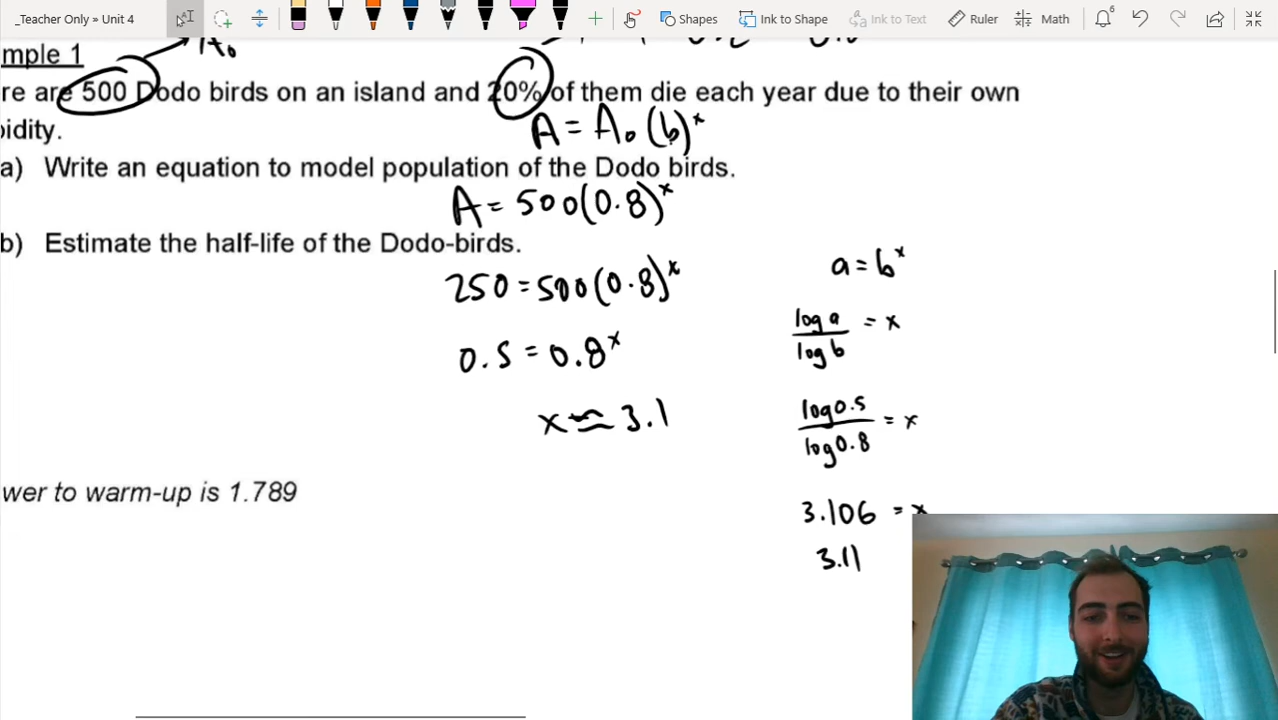 _Teacher Only » Unit 4
Shapes
Ink to Shape
Ink to Text
Ruler
Math
6
mple 1
re are 500 Dodo birds on an island and 20% of them die each year due to their own
pidity.
A = A₀ (b)ˣ
a) Write an equation to model population of the Dodo birds.
A = 500(0.8)ˣ
b) Estimate the half-life of the Dodo-birds.
250 = 500(0.8)ˣ
0.5 = 0.8ˣ
x ≈ 3.1
a = bˣ
log a / log b = x
log 0.5 / log 0.8 = x
3.106 = x
3.11
wer to warm-up is 1.789